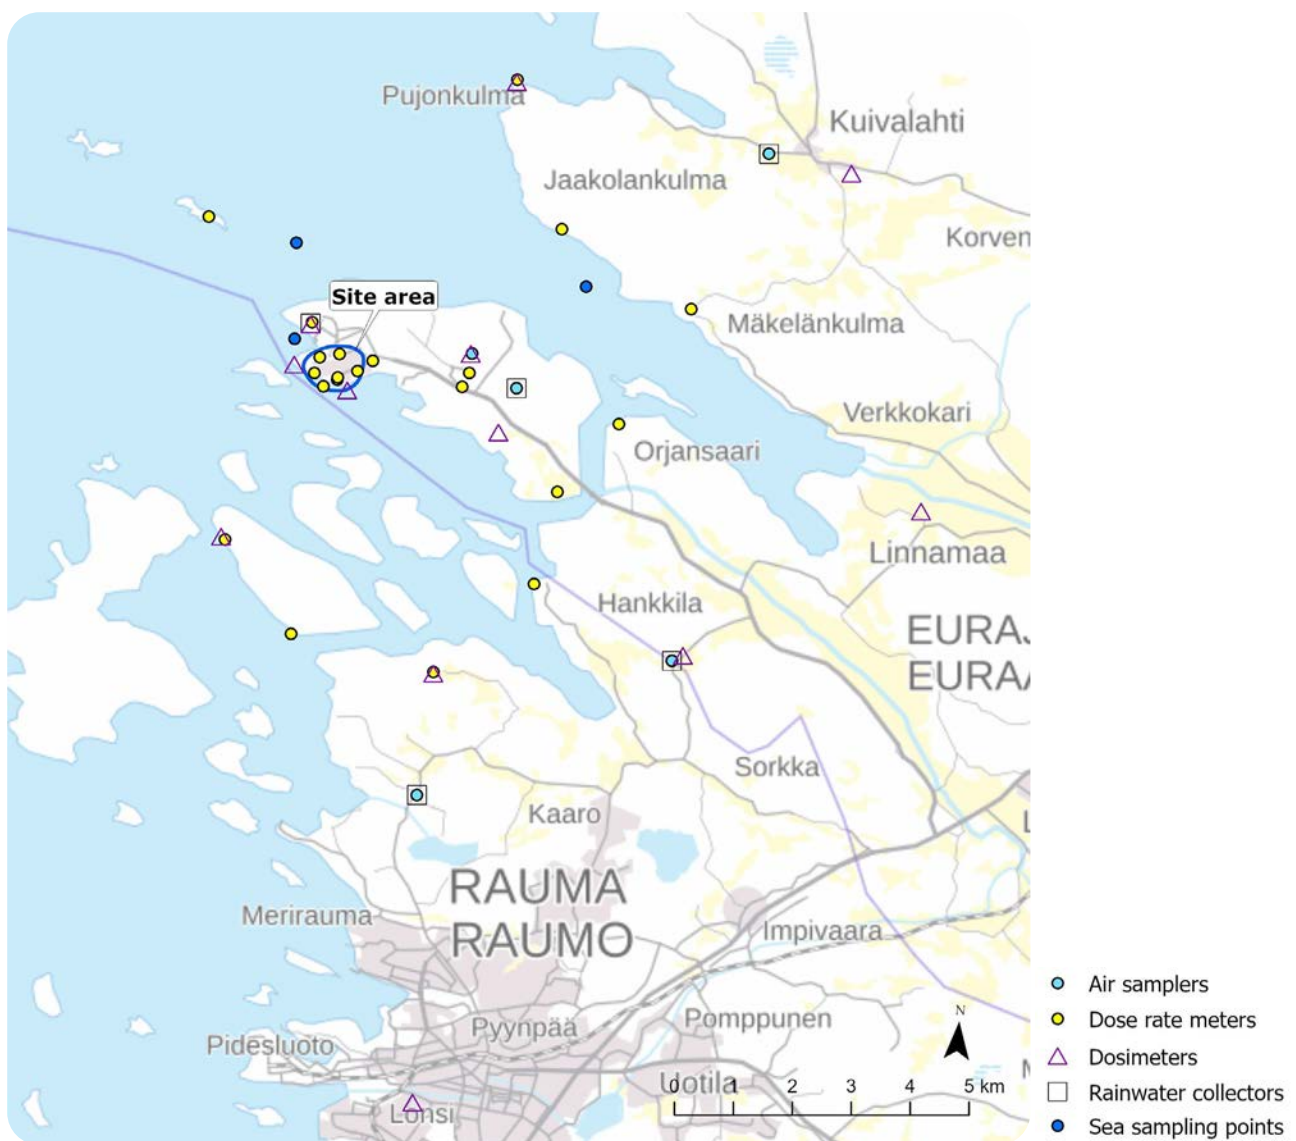 Pujonkulma
Kuivalahti
Jaakolankulma
Korven
Site area
Mäkelänkulma
Verkkokari
Orjansaari
Linnamaa
Hankkila
EURAJ
EURAA
Sorkka
Kaaro
RAUMA
RAUMO
Merirauma
Impivaara
Pyynpää
Pomppunen
Pidesluoto
Uotila
Lonsi
N
0 1 2 3 4 5 km
Air samplers
Dose rate meters
Dosimeters
Rainwater collectors
Sea sampling points